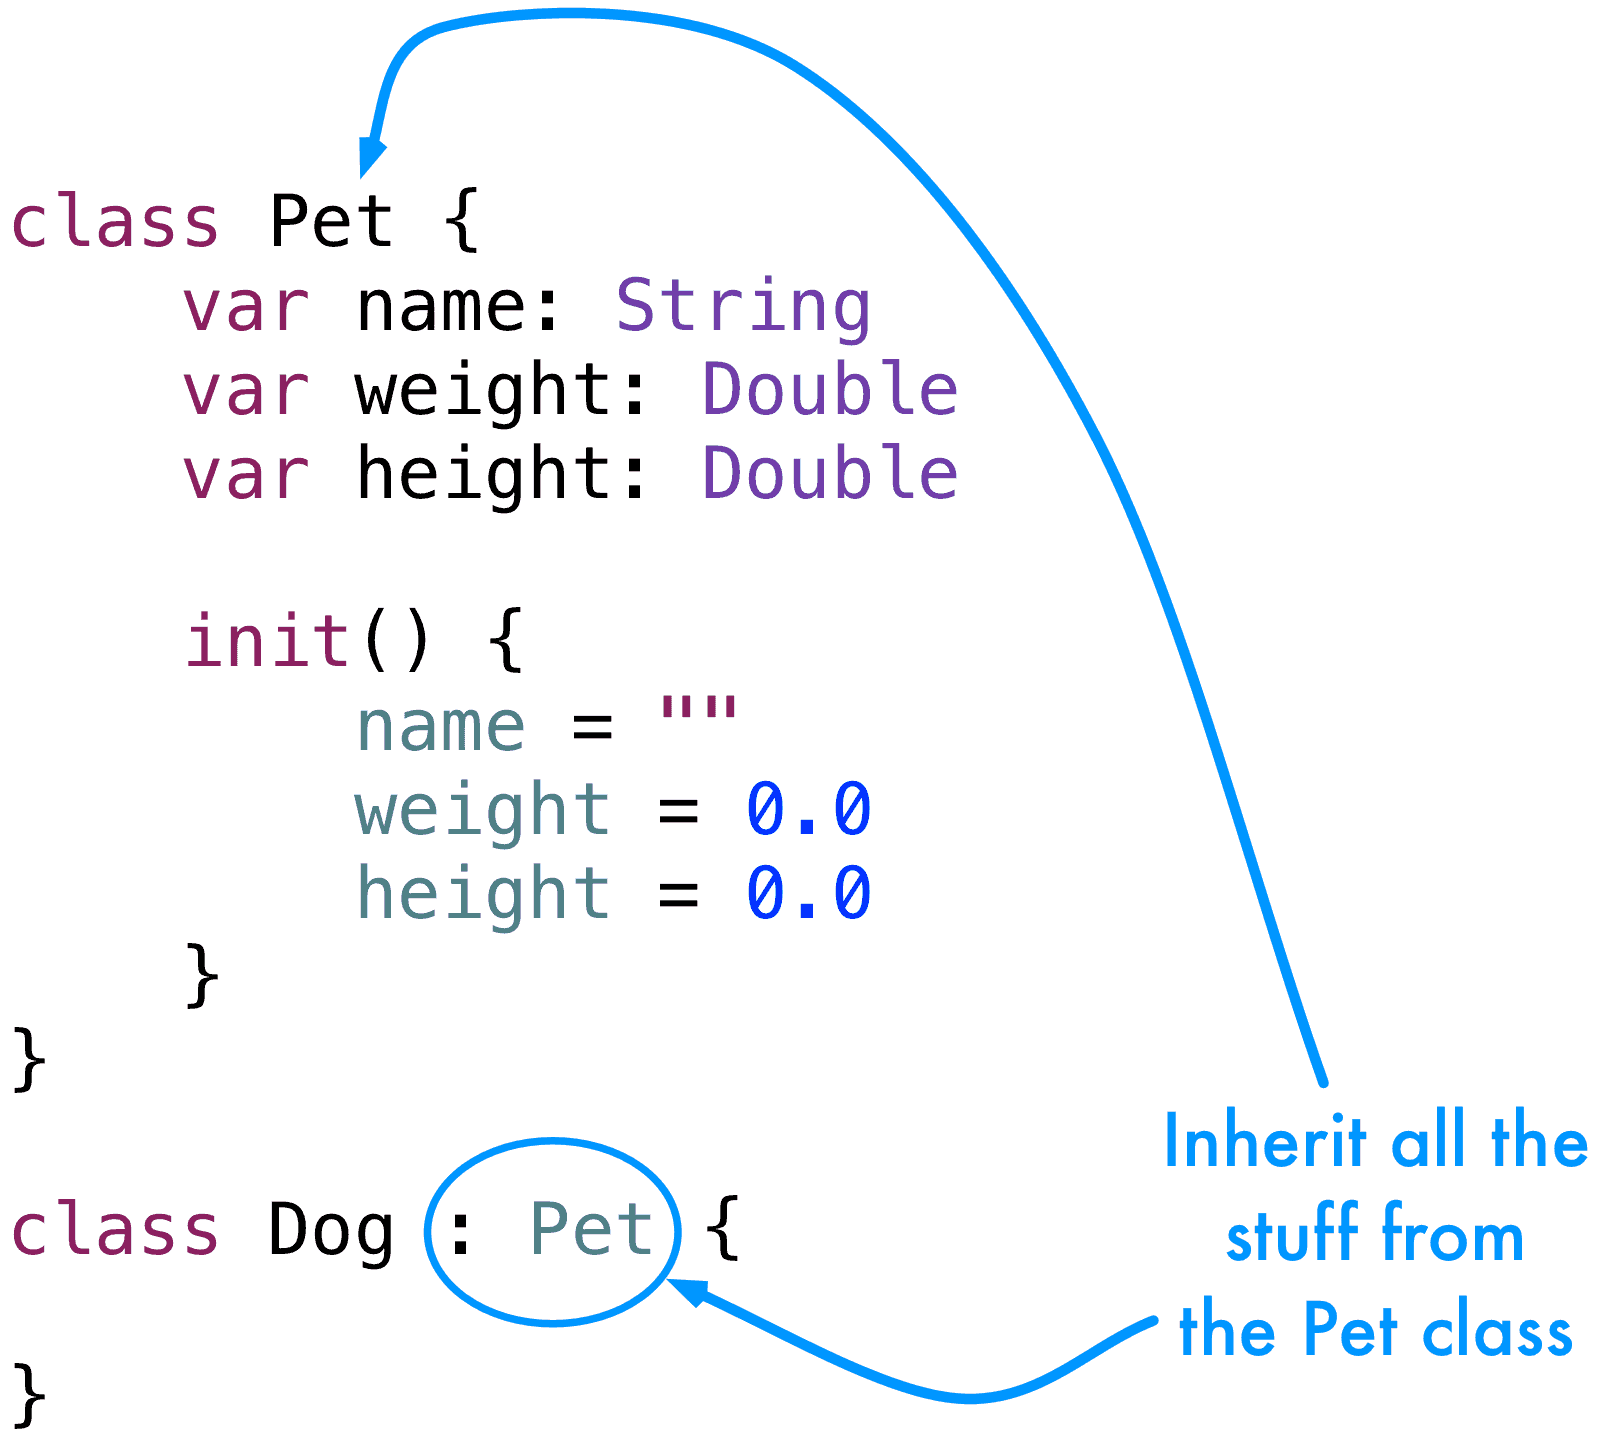 class Pet {
    var name: String
    var weight: Double
    var height: Double

    init() {
        name = ""
        weight = 0.0
        height = 0.0
    }
}

class Dog : Pet {

}
Inherit all the
stuff from
the Pet class